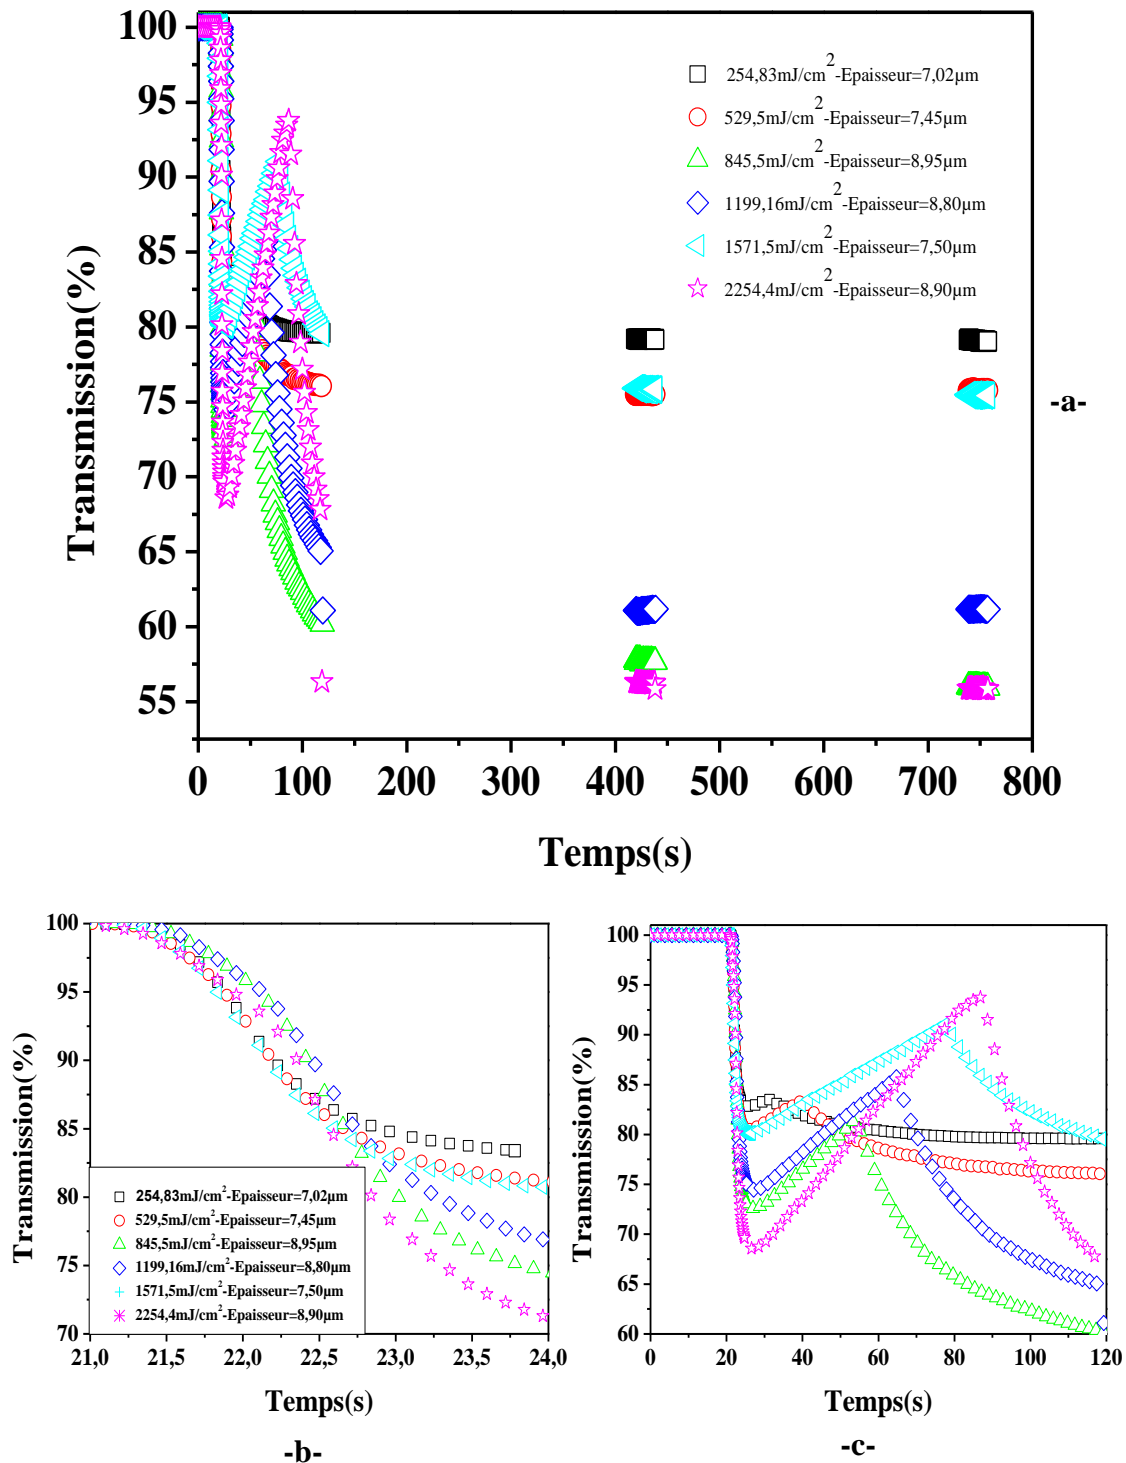 100
95
90
85
80
75
70
65
60
55
Transmission(%)
254,83mJ/cm²-Epaisseur=7,02µm
529,5mJ/cm²-Epaisseur=7,45µm
845,5mJ/cm²-Epaisseur=8,95µm
1199,16mJ/cm²-Epaisseur=8,80µm
1571,5mJ/cm²-Epaisseur=7,50µm
2254,4mJ/cm²-Epaisseur=8,90µm
-a-
0 100 200 300 400 500 600 700 800
Temps(s)
100
95
90
85
80
75
70
Transmission(%)
254,83mJ/cm²-Epaisseur=7,02µm
529,5mJ/cm²-Epaisseur=7,45µm
845,5mJ/cm²-Epaisseur=8,95µm
1199,16mJ/cm²-Epaisseur=8,80µm
1571,5mJ/cm²-Epaisseur=7,50µm
2254,4mJ/cm²-Epaisseur=8,90µm
21,0 21,5 22,0 22,5 23,0 23,5 24,0
Temps(s)
-b-
100
95
90
85
80
75
70
65
60
Transmission(%)
0 20 40 60 80 100 120
Temps(s)
-c-